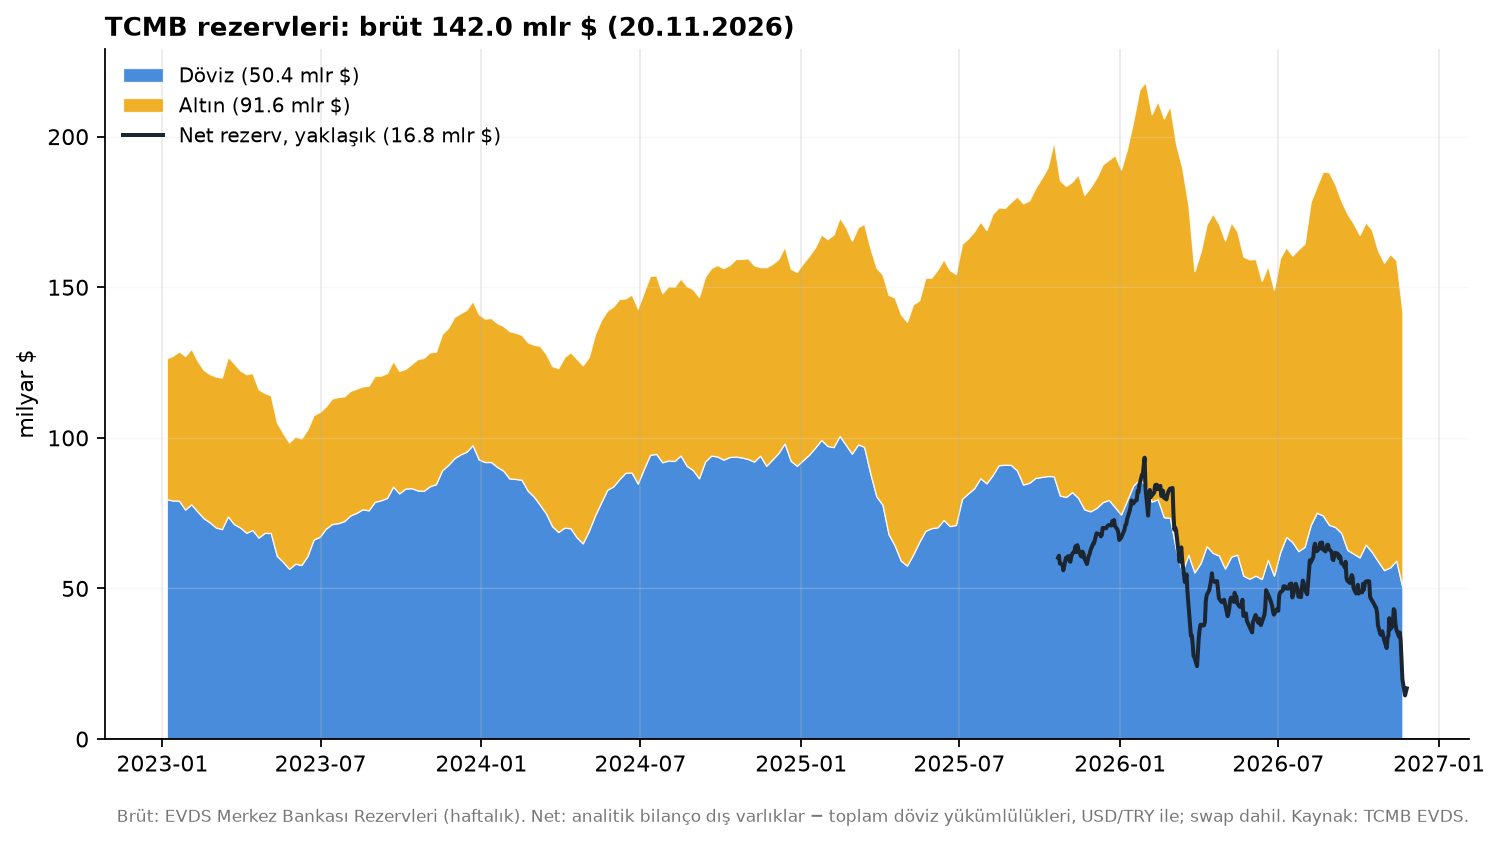 TCMB rezervleri: brüt 142.0 mlr $ (20.11.2026)
Döviz (50.4 mlr $)
Altın (91.6 mlr $)
Net rezerv, yaklaşık (16.8 mlr $)
milyar $
200
150
100
50
0
2023-01 2023-07 2024-01 2024-07 2025-01 2025-07 2026-01 2026-07 2027-01
Brüt: EVDS Merkez Bankası Rezervleri (haftalık). Net: analitik bilanço dış varlıklar − toplam döviz yükümlülükleri, USD/TRY ile; swap dahil. Kaynak: TCMB EVDS.